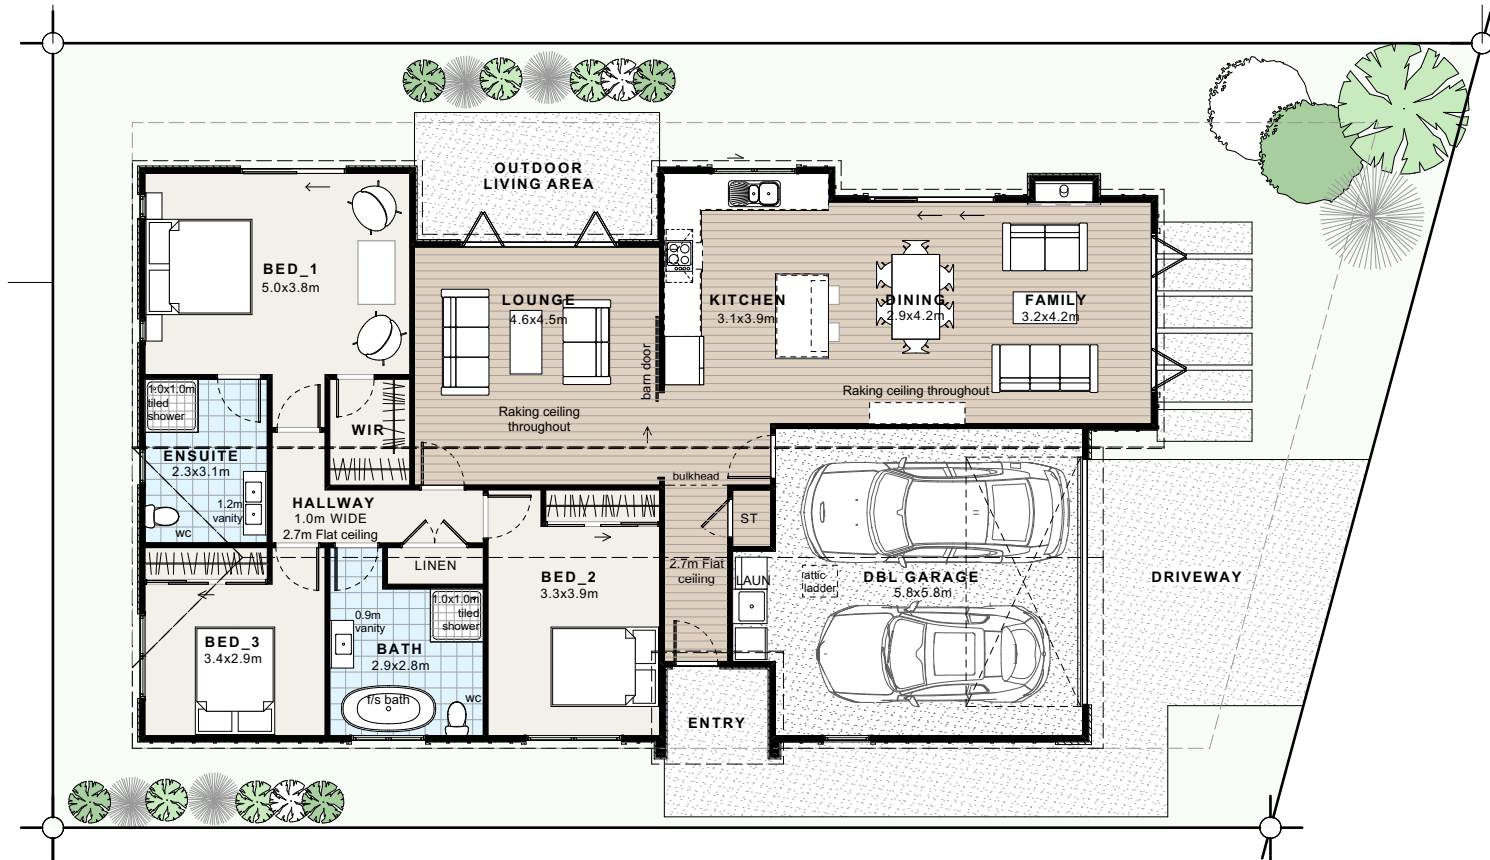 OUTDOOR
LIVING AREA
BED_1
5.0x3.8m
LOUNGE
4.6x4.5m
KITCHEN
3.1x3.9m
DINING
2.9x4.2m
FAMILY
3.2x4.2m
barn door
Raking ceiling
throughout
Raking ceiling throughout
1.0x1.0m
tiled
shower
WIR
ENSUITE
2.3x3.1m
1.2m
vanity
wc
HALLWAY
1.0m WIDE
2.7m Flat ceiling
bulkhead
ST
LINEN
BED_2
3.3x3.9m
2.7m Flat
ceiling
LAUN
attic
ladder
DBL GARAGE
5.8x5.8m
DRIVEWAY
BED_3
3.4x2.9m
0.9m
vanity
1.0x1.0m
tiled
shower
BATH
2.9x2.8m
f/s bath
wc
ENTRY